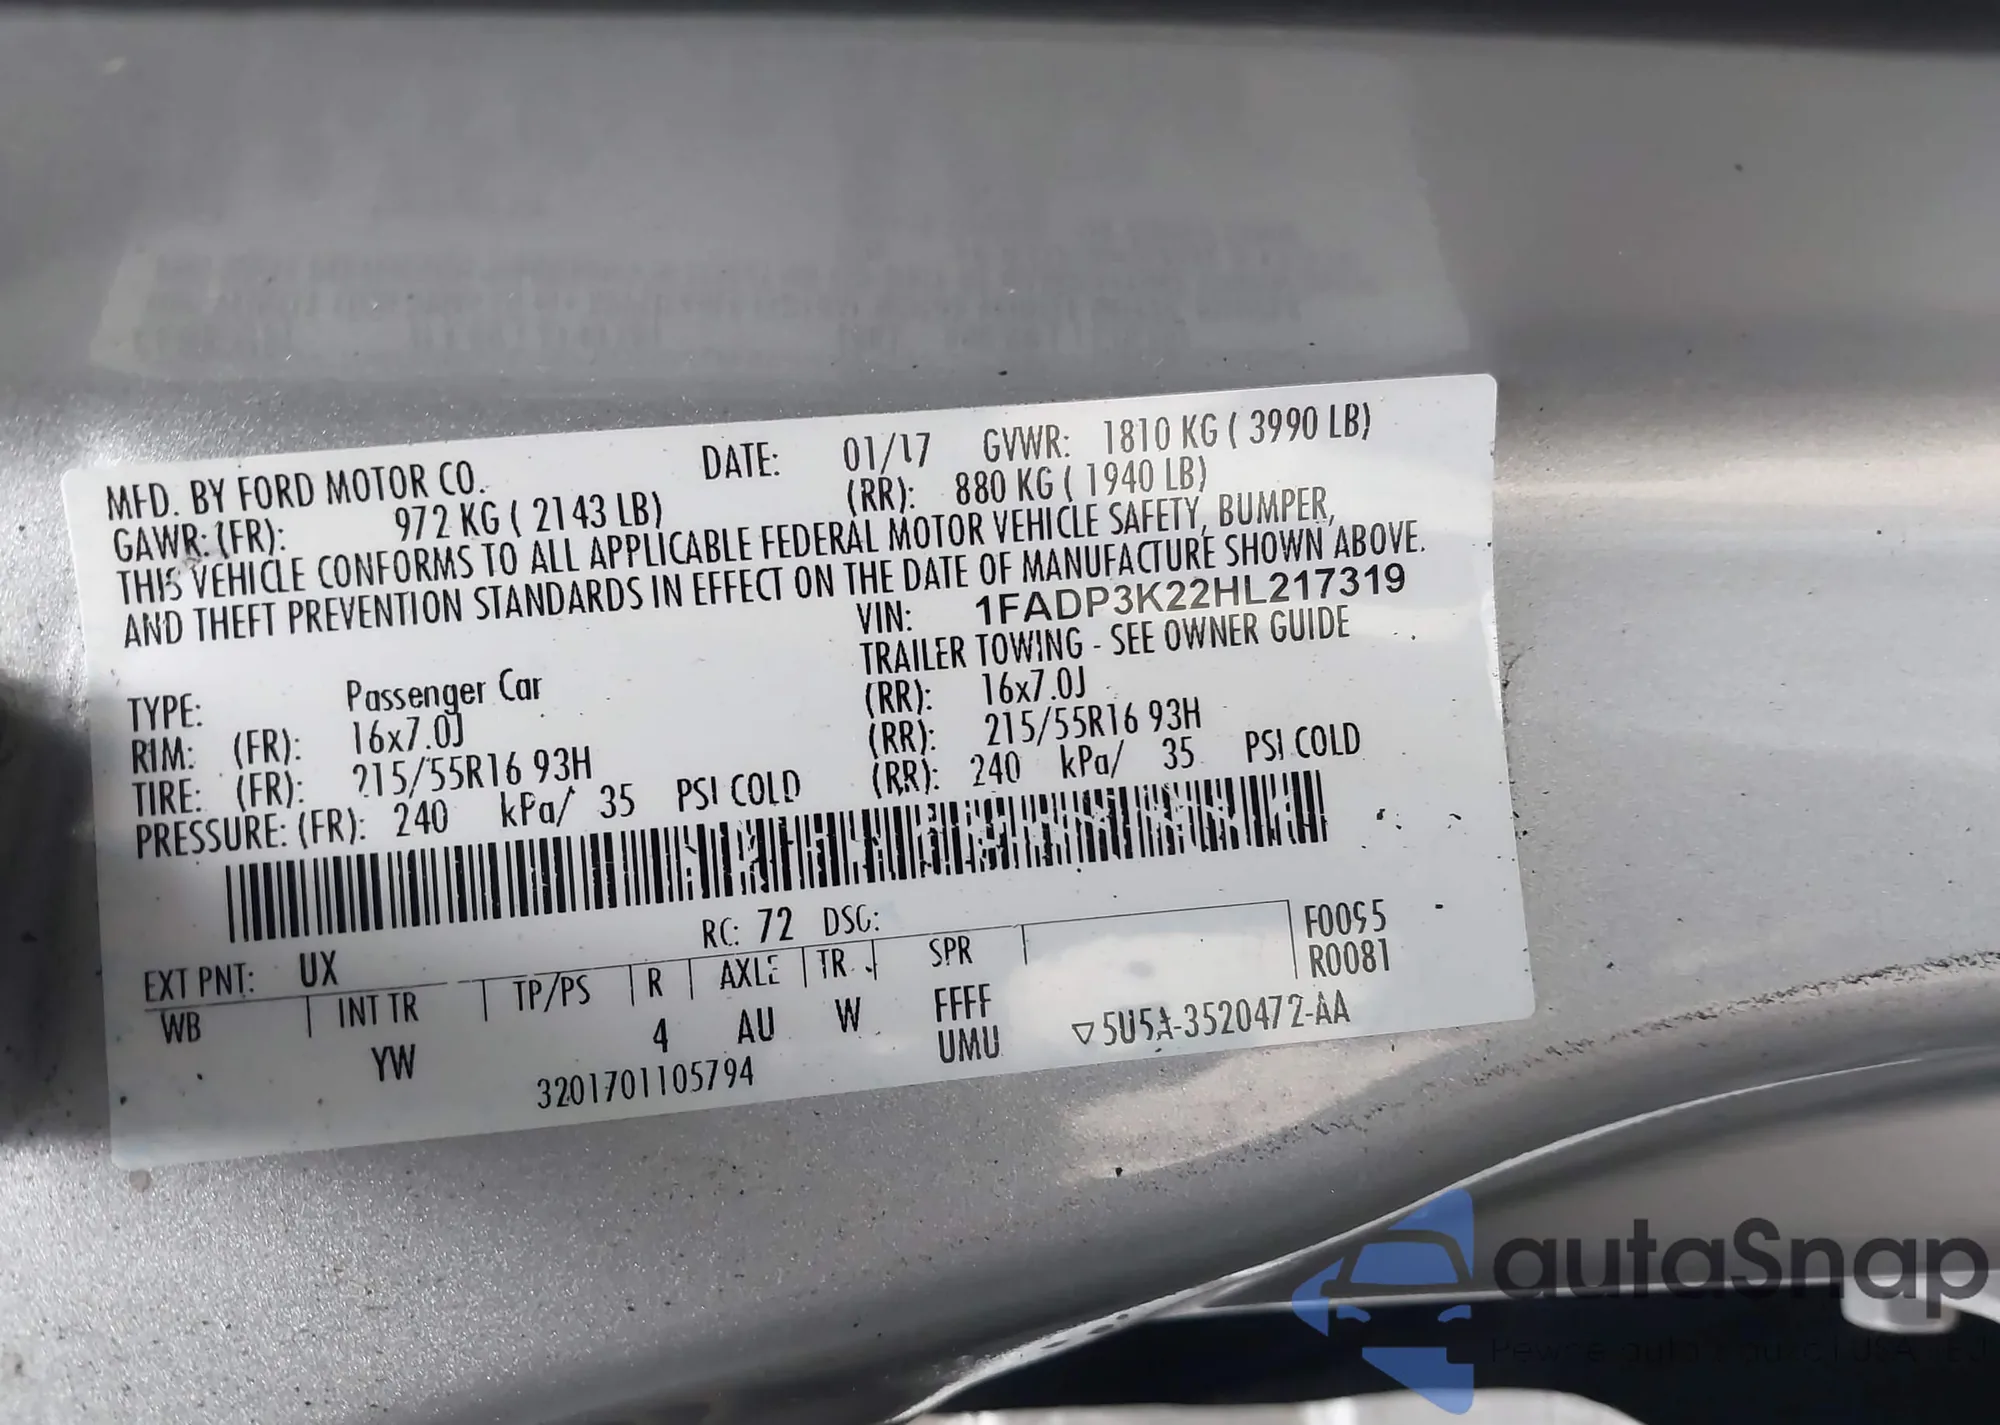 MFD. BY FORD MOTOR CO. DATE: 01/17 GVWR: 1810 KG ( 3990 LB)
GAWR: (FR): 972 KG ( 2143 LB) (RR): 880 KG ( 1940 LB)
THIS VEHICLE CONFORMS TO ALL APPLICABLE FEDERAL MOTOR VEHICLE SAFETY, BUMPER,
AND THEFT PREVENTION STANDARDS IN EFFECT ON THE DATE OF MANUFACTURE SHOWN ABOVE.
VIN: 1FADP3K22HL217319
TRAILER TOWING - SEE OWNER GUIDE
TYPE: Passenger Car
RIM: (FR): 16x7.0J (RR): 16x7.0J
TIRE: (FR): 215/55R16 93H (RR): 215/55R16 93H
PRESSURE: (FR): 240 kPa/ 35 PSI COLD (RR): 240 kPa/ 35 PSI COLD
RC: 72 DSG: F0095
EXT PNT: UX R0081
WB INT TR TP/PS R AXLE TR SPR
YW 4 AU W FFFF
UMU
3201701105794
▽5U5A-3520472-AA
autaSnap